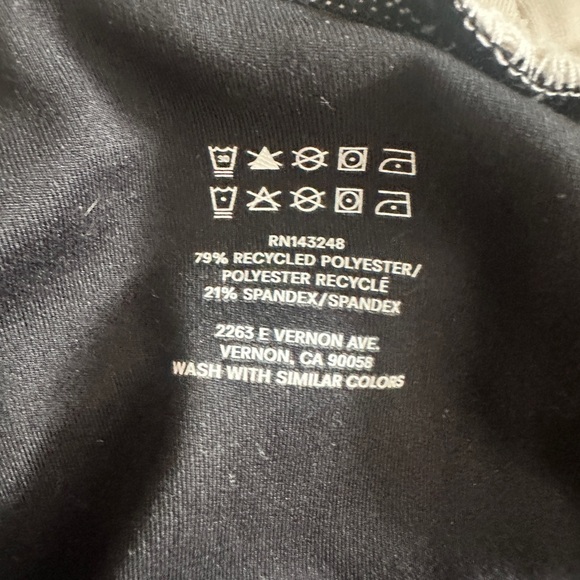 30
RN143248
79% RECYCLED POLYESTER/
POLYESTER RECYCLÉ
21% SPANDEX/SPANDEX
2263 E VERNON AVE.
VERNON, CA 90058
WASH WITH SIMILAR COLORS